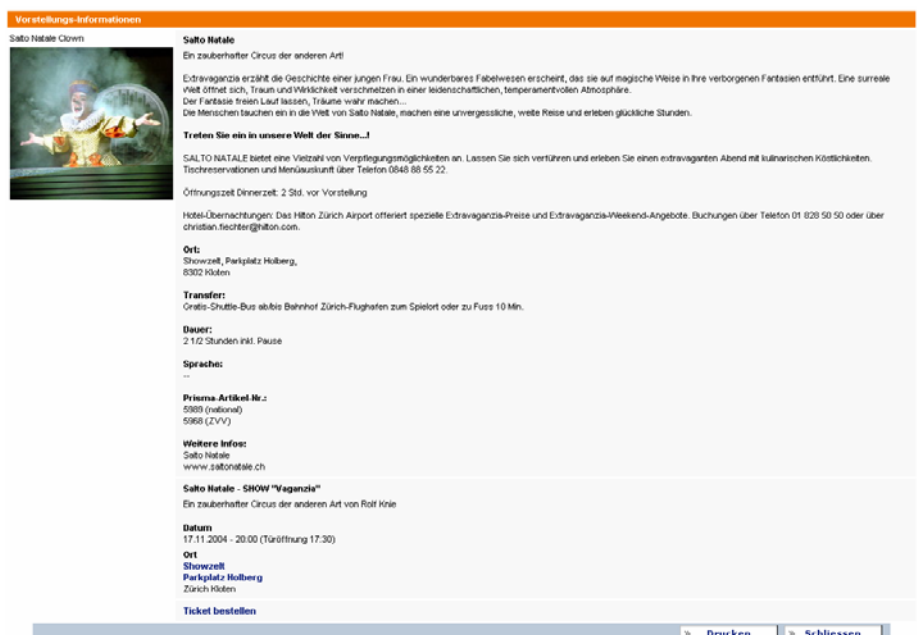 Vorstellungs-Informationen
Salto Natale Clown
Salto Natale
Ein zauberhafter Circus der anderen Art!
Extravaganzia erzählt die Geschichte einer jungen Frau. Ein wunderbares Fabelwesen erscheint, das sie auf magische Weise in ihre verborgenen Fantasien entführt. Eine surreale
Welt öffnet sich, Traum und Wirklichkeit verschmelzen in einer leidenschaftlichen, temperamentvollen Atmosphäre.
Der Fantasie freien Lauf lassen, Träume wahr machen...
Die Menschen tauchen ein in die Welt von Salto Natale, machen eine unvergessliche, weite Reise und erleben glückliche Stunden.
Treten Sie ein in unsere Welt der Sinne...!
SALTO NATALE bietet eine Vielzahl von Verpflegungsmöglichkeiten an. Lassen Sie sich verführen und erleben Sie einen extravaganten Abend mit kulinarischen Köstlichkeiten.
Tischreservationen und Menüauskunft über Telefon 0848 88 55 22.
Öffnungszeit Dinnerzelt: 2 Std. vor Vorstellung
Hotel-Übernachtungen: Das Hilton Zürich Airport offeriert spezielle Extravaganzia-Preise und Extravaganzia-Weekend-Angebote. Buchungen über Telefon 01 828 50 50 oder über
christian.fiechter@hilton.com.
Ort:
Showzelt, Parkplatz Holberg,
8302 Kloten
Transfer:
Gratis-Shuttle-Bus ab/bis Bahnhof Zürich-Flughafen zum Spielort oder zu Fuss 10 Min.
Dauer:
2 1/2 Stunden inkl. Pause
Sprache:
--
Prisma-Artikel-Nr.:
5989 (national)
5968 (ZVV)
Weitere Infos:
Salto Natale
www.saltonatale.ch
Salto Natale - SHOW "Vaganzia"
Ein zauberhafter Circus der anderen Art von Rolf Knie
Datum
17.11.2004 - 20:00 (Türöffnung 17:30)
Ort
Showzelt
Parkplatz Holberg
Zürich Kloten
Ticket bestellen
» Drucken » Schliessen